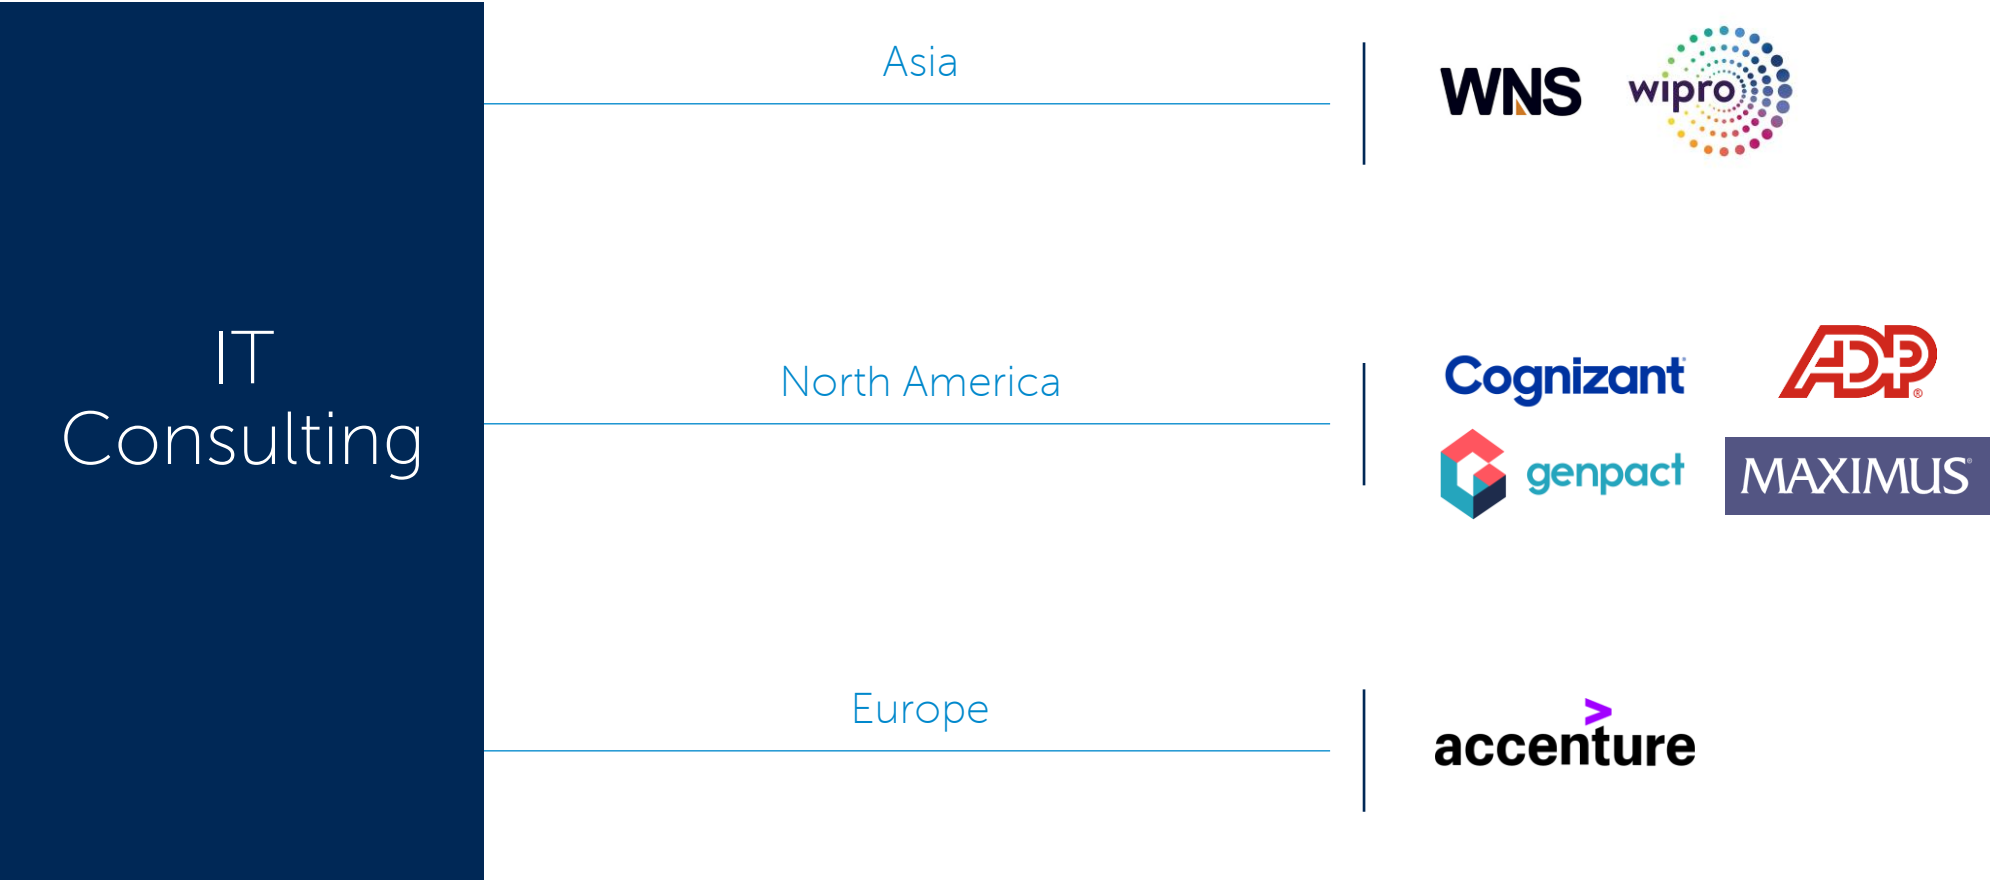 IT
Consulting
Asia
WNS
wipro
North America
Cognizant
ADP®
genpact
MAXIMUS®
Europe
accenture